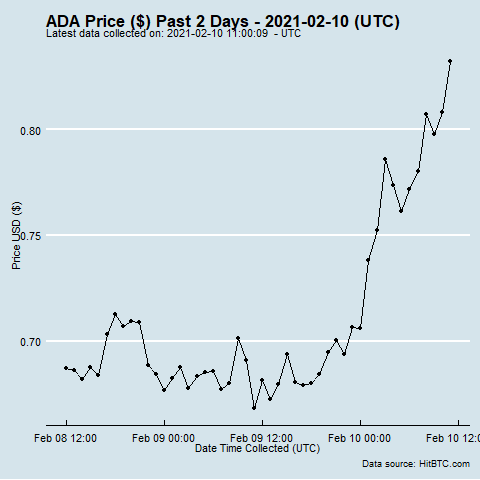 ADA Price ($) Past 2 Days - 2021-02-10 (UTC)
Latest data collected on: 2021-02-10 11:00:09 - UTC
0.80
0.75
0.70
Price USD ($)
Feb 08 12:00 Feb 09 00:00 Feb 09 12:00 Feb 10 00:00 Feb 10 12:
Date Time Collected (UTC)
Data source: HitBTC.com